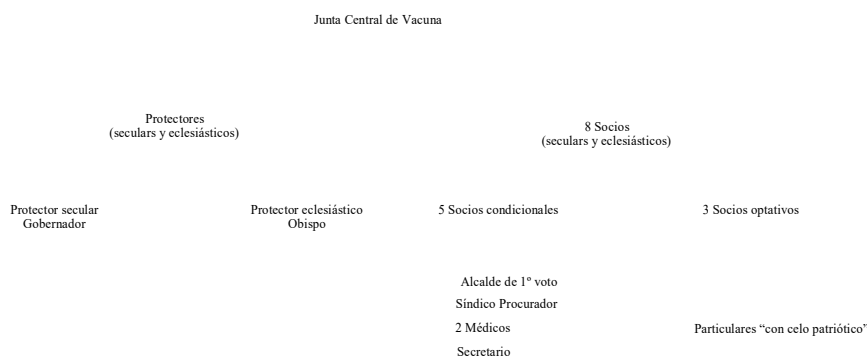 Junta Central de Vacuna
Protectores
(seculars y eclesiásticos)
8 Socios
(seculars y eclesiásticos)
Protector secular
Gobernador
Protector eclesiástico
Obispo
5 Socios condicionales
3 Socios optativos
Alcalde de 1º voto
Síndico Procurador
2 Médicos
Secretario
Particulares “con celo patriótico”